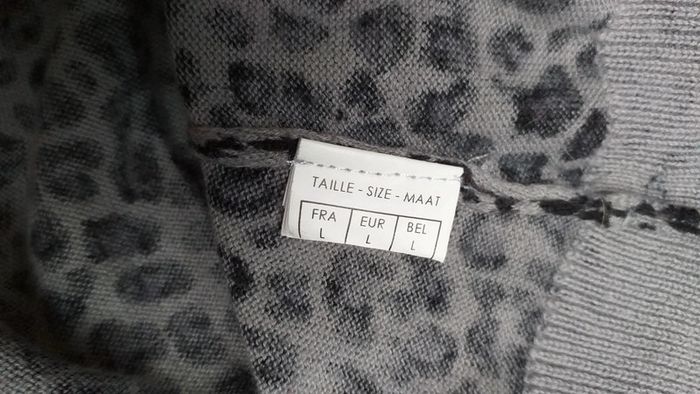 TAILLE - SIZE - MAAT
FRA EUR BEL
L L L